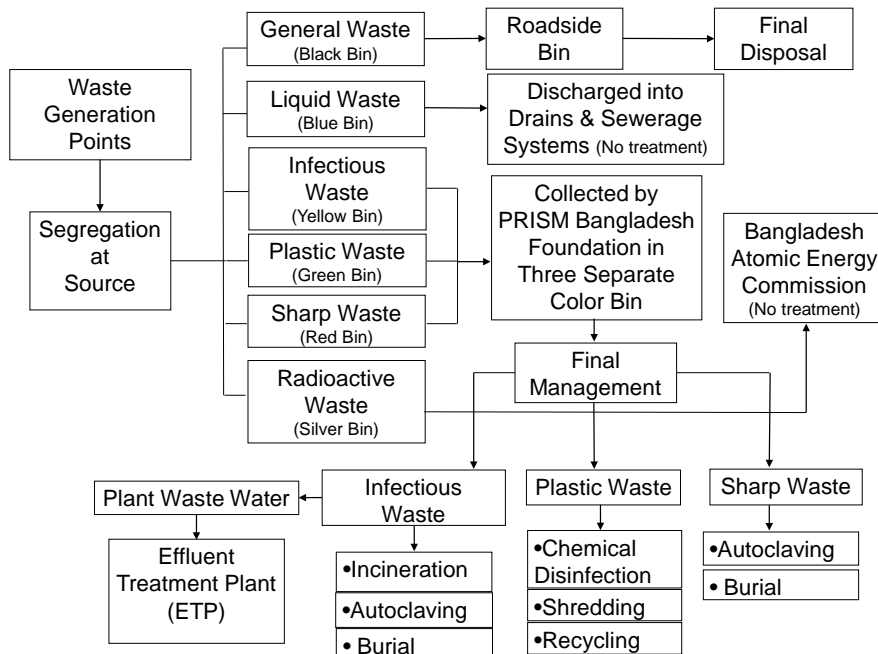 Waste
Generation
Points
Segregation
at
Source
General Waste
(Black Bin)
Roadside
Bin
Final
Disposal
Liquid Waste
(Blue Bin)
Discharged into
Drains & Sewerage
Systems (No treatment)
Infectious
Waste
(Yellow Bin)
Plastic Waste
(Green Bin)
Sharp Waste
(Red Bin)
Radioactive
Waste
(Silver Bin)
Collected by
PRISM Bangladesh
Foundation in
Three Separate
Color Bin
Bangladesh
Atomic Energy
Commission
(No treatment)
Final
Management
Plant Waste Water
Effluent
Treatment Plant
(ETP)
Infectious
Waste
•Incineration
•Autoclaving
• Burial
Plastic Waste
•Chemical
Disinfection
•Shredding
•Recycling
Sharp Waste
•Autoclaving
• Burial